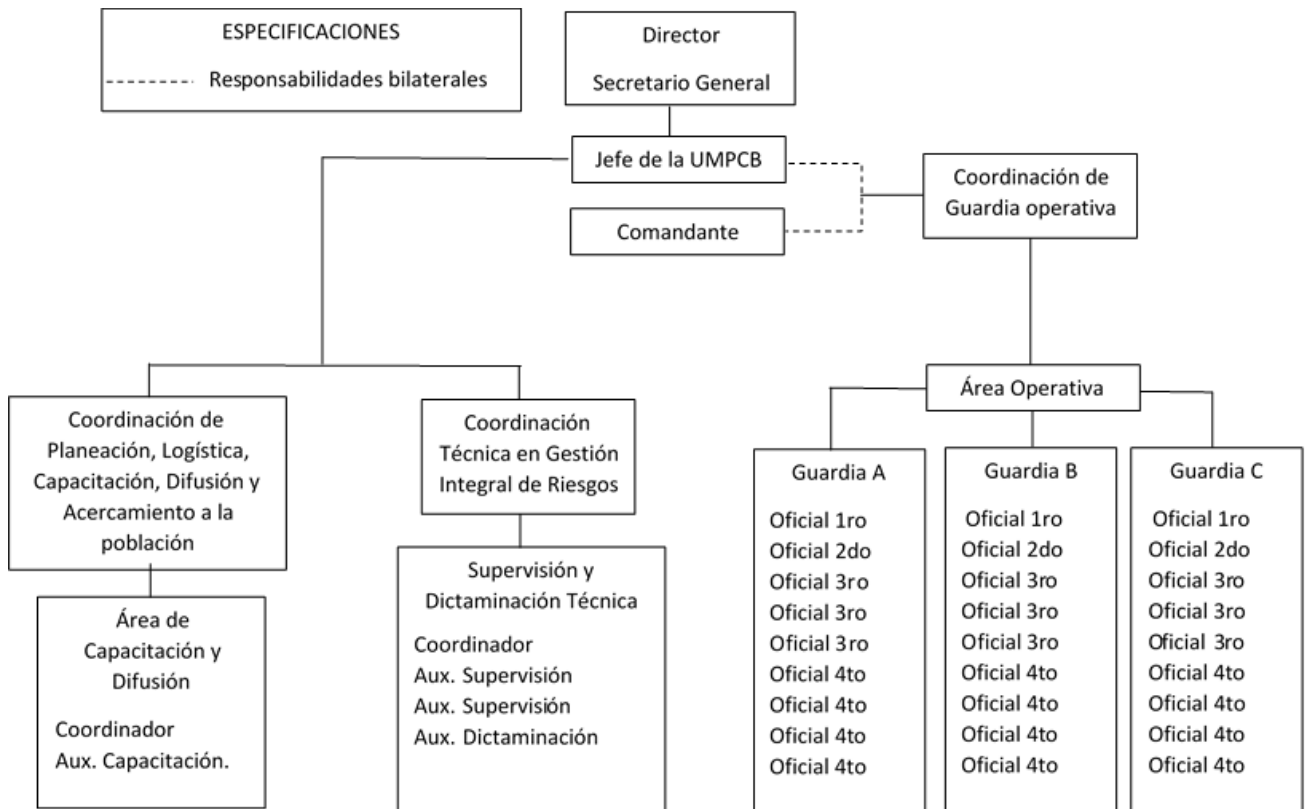 ESPECIFICACIONES
Responsabilidades bilaterales
Director
Secretario General
Jefe de la UMPCB
Comandante
Coordinación de
Guardia operativa
Área Operativa
Coordinación de
Planeación, Logística,
Capacitación, Difusión y
Acercamiento a la
población
Área de
Capacitación y
Difusión
Coordinador
Aux. Capacitación.
Coordinación
Técnica en Gestión
Integral de Riesgos
Supervisión y
Dictaminación Técnica
Coordinador
Aux. Supervisión
Aux. Supervisión
Aux. Dictaminación
Guardia A
Oficial 1ro
Oficial 2do
Oficial 3ro
Oficial 3ro
Oficial 3ro
Oficial 4to
Oficial 4to
Oficial 4to
Oficial 4to
Guardia B
Oficial 1ro
Oficial 2do
Oficial 3ro
Oficial 3ro
Oficial 3ro
Oficial 4to
Oficial 4to
Oficial 4to
Oficial 4to
Guardia C
Oficial 1ro
Oficial 2do
Oficial 3ro
Oficial 3ro
Oficial 3ro
Oficial 4to
Oficial 4to
Oficial 4to
Oficial 4to